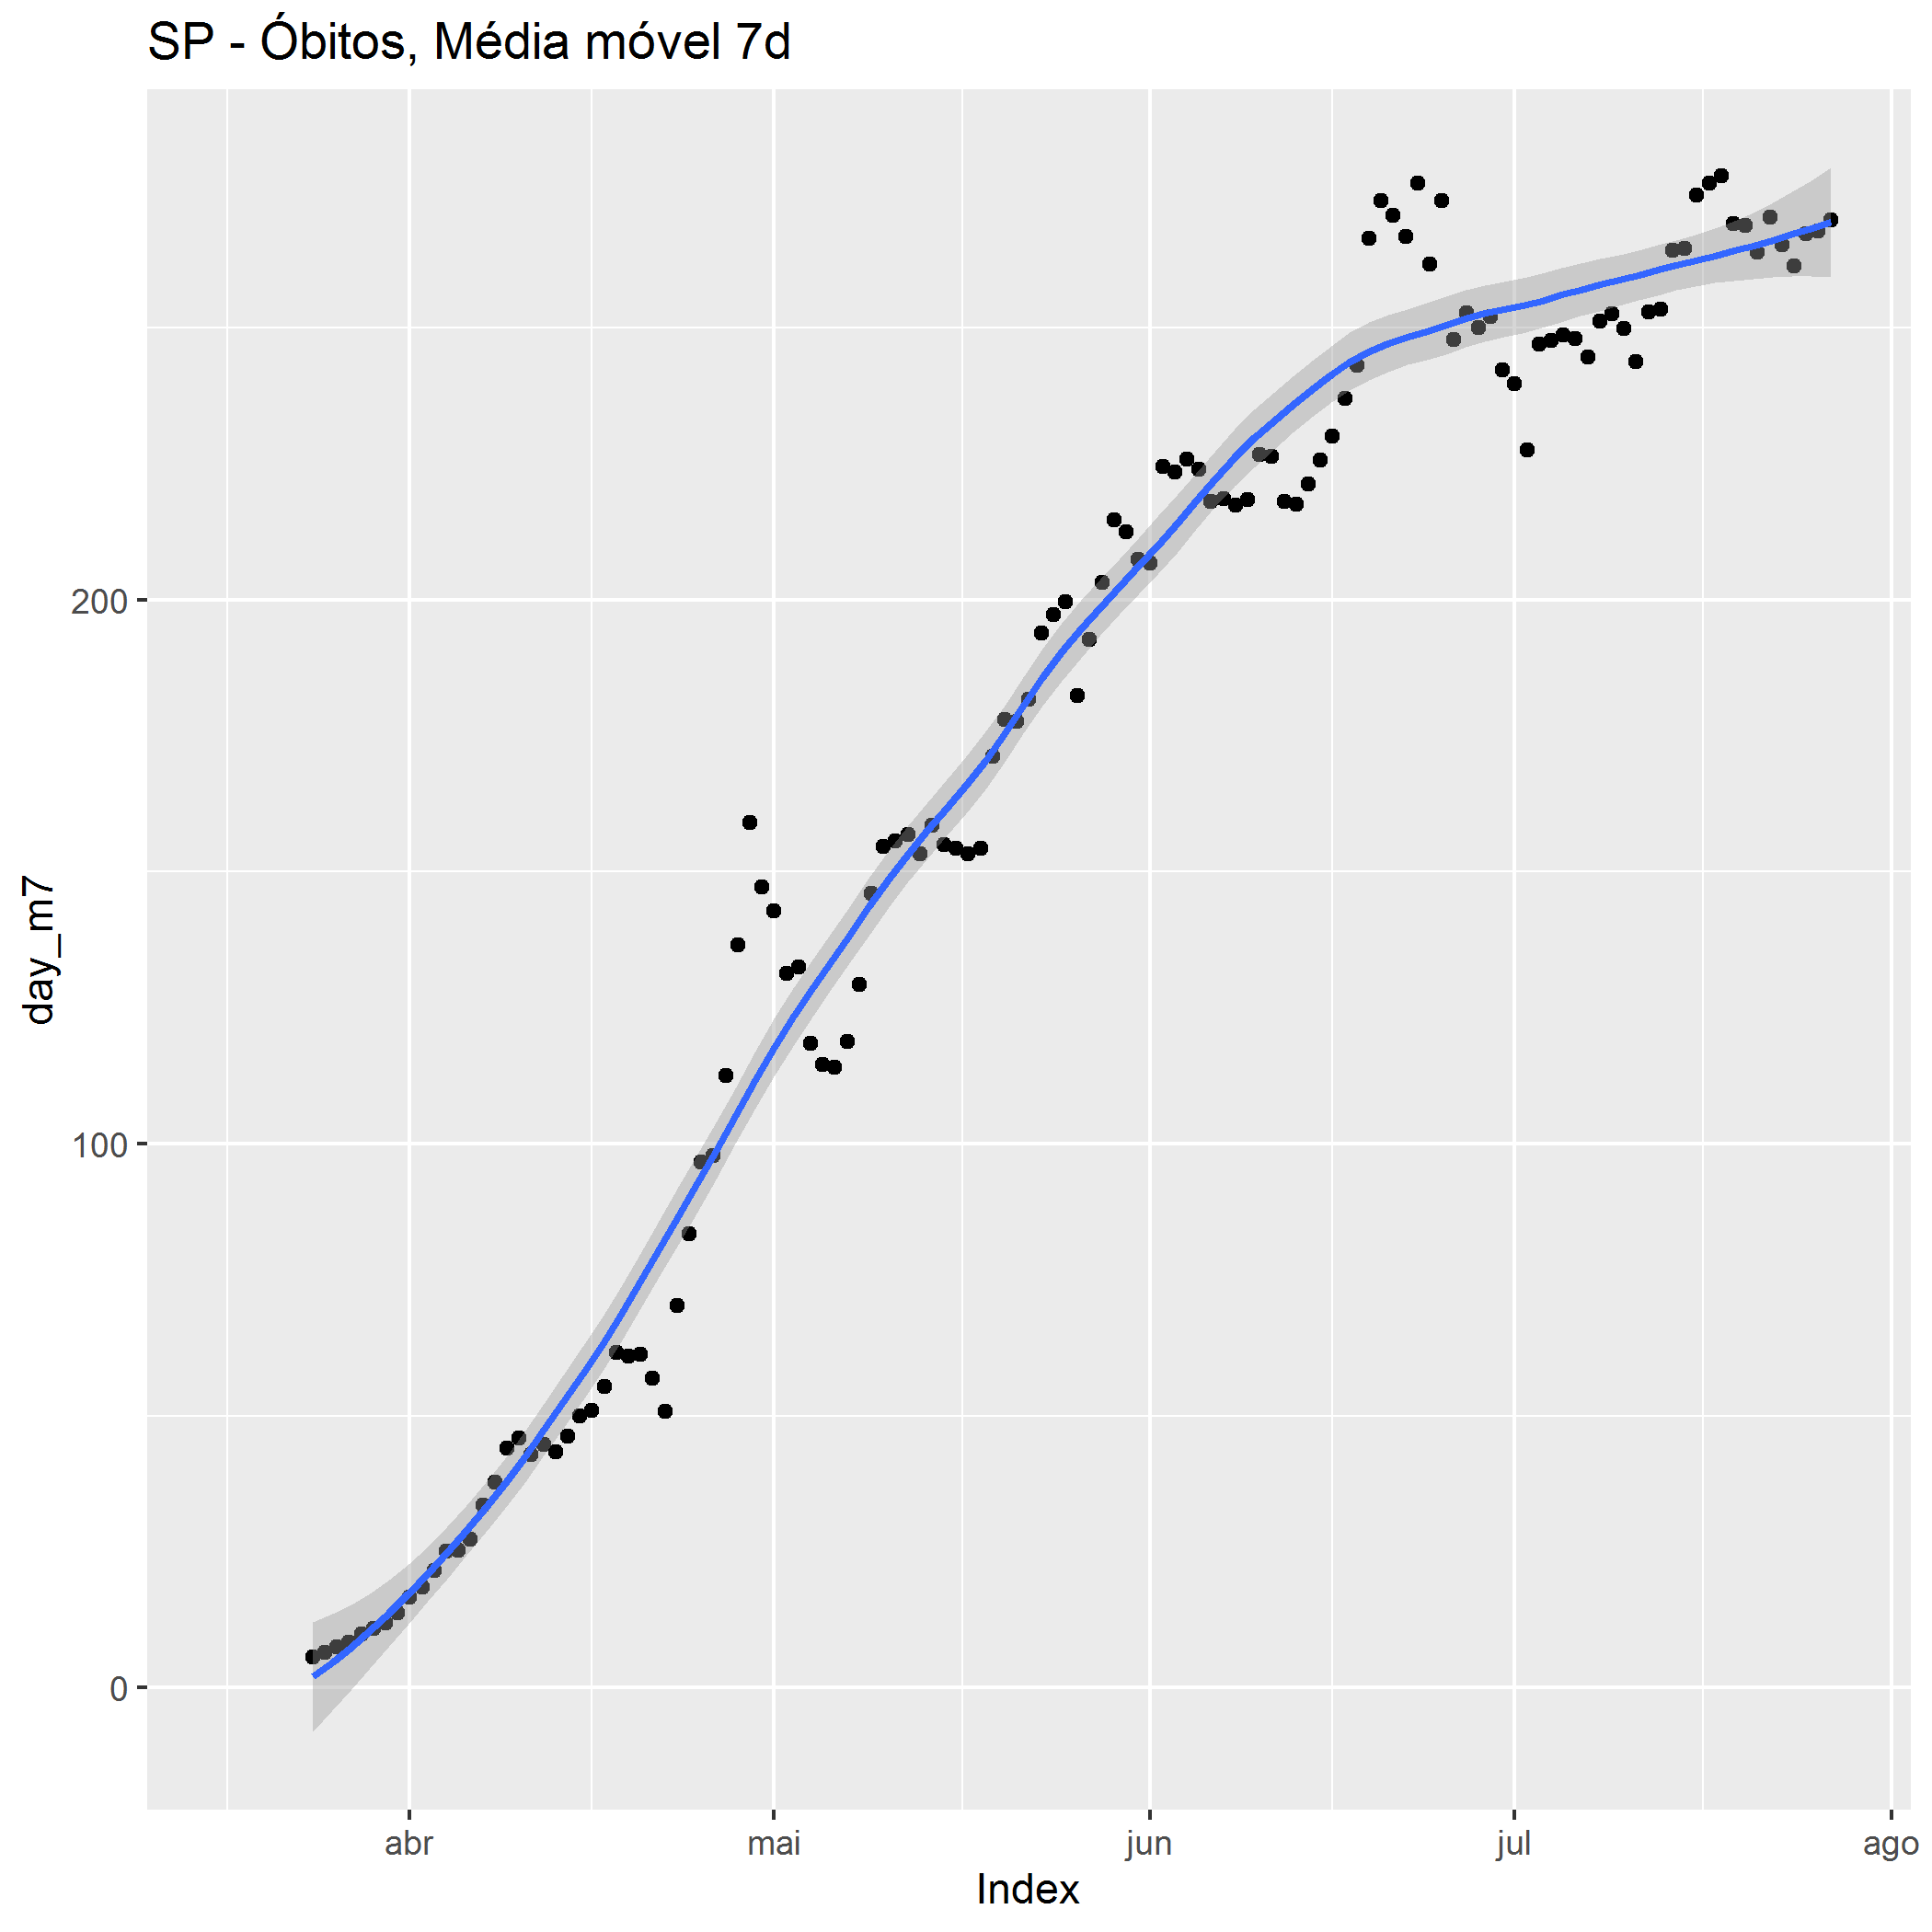 SP - Óbitos, Média móvel 7d
day_m7
200
100
0
abr mai jun jul ago
Index